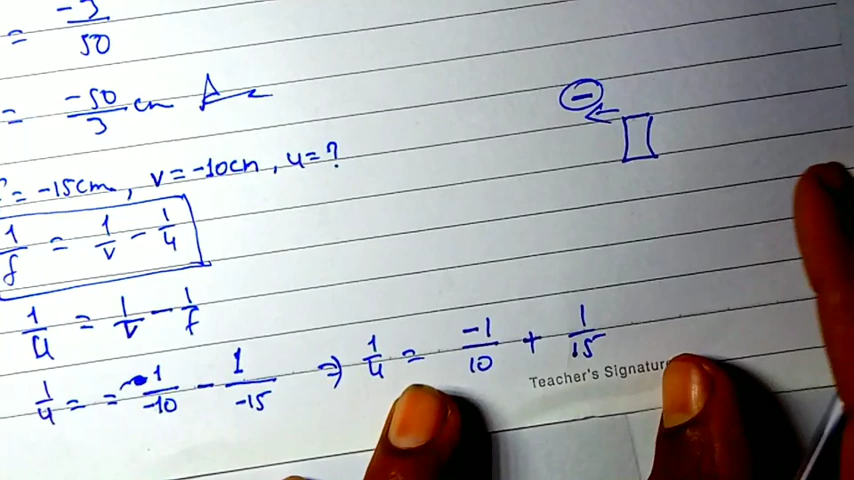 = -3/50
= -50/3 cm Ans
f = -15cm, v = -10cm, u = ?
1/f = 1/v - 1/u
1/u = 1/v - 1/f
1/u = = 1/-10 - 1/-15 ⇒ 1/u = -1/10 + 1/15
Teacher's Signature